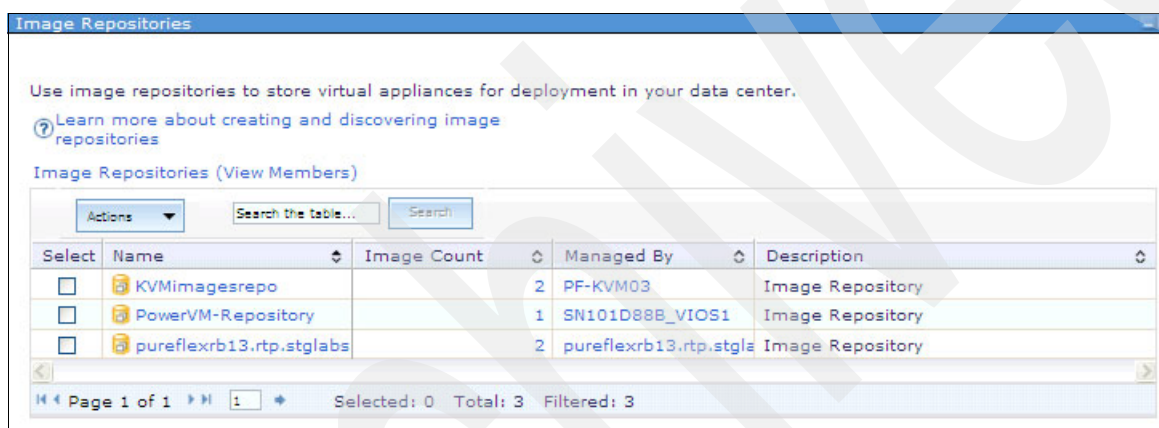 Image Repositories
Use image repositories to store virtual appliances for deployment in your data center.
Learn more about creating and discovering image
repositories
Image Repositories (View Members)
Actions Search the table... Search
Select Name Image Count Managed By Description
KVMimagesrepo 2 PF-KVM03 Image Repository
PowerVM-Repository 1 SN101D88B_VIOS1 Image Repository
pureflexrb13.rtp.stglabs 2 pureflexrb13.rtp.stgla Image Repository
Page 1 of 1 1 Selected: 0 Total: 3 Filtered: 3